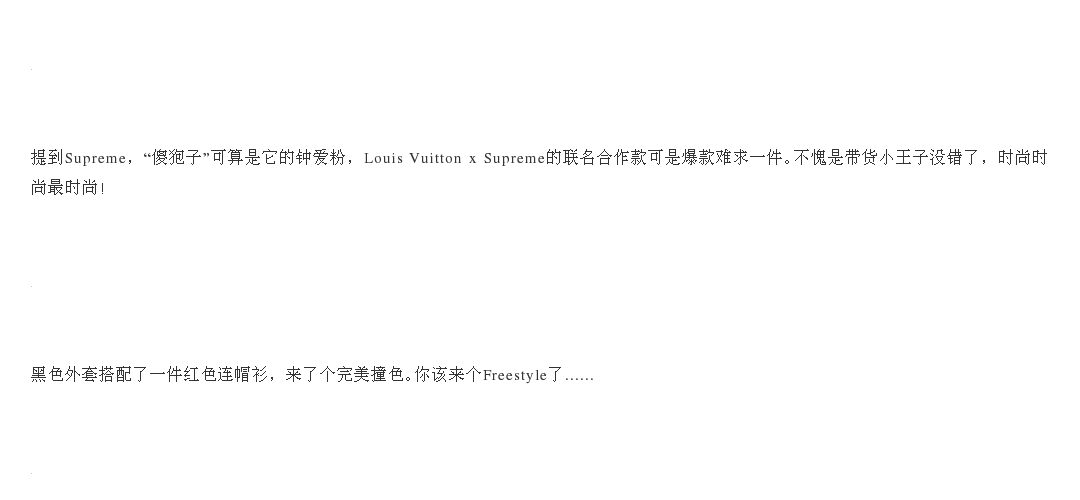 提到Supreme，“傻狍子”可算是它的钟爱粉，Louis Vuitton x Supreme的联名合作款可是爆款难求一件。不愧是带货小王子没错了，时尚时
尚最时尚！
黑色外套搭配了一件红色连帽衫，来了个完美撞色。你该来个Freestyle了……